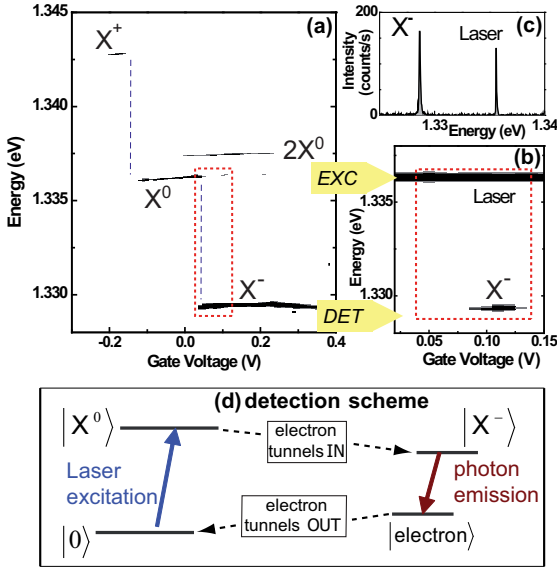 (a)
1.345
1.340
1.335
1.330
Energy (eV)
X+
X0
2X0
X-
-0.2
0.0
0.2
0.4
Gate Voltage (V)
(c)
200
100
0
Intensity
(counts/s)
X-
Laser
1.33
1.34
Energy (eV)
EXC
DET
(b)
1.335
1.330
Energy (eV)
Laser
X-
0.05
0.10
0.15
Gate Voltage (V)
(d) detection scheme
|X0⟩
electron
tunnels IN
|X−⟩
Laser
excitation
photon
emission
electron
tunnels OUT
|0⟩
|electron⟩